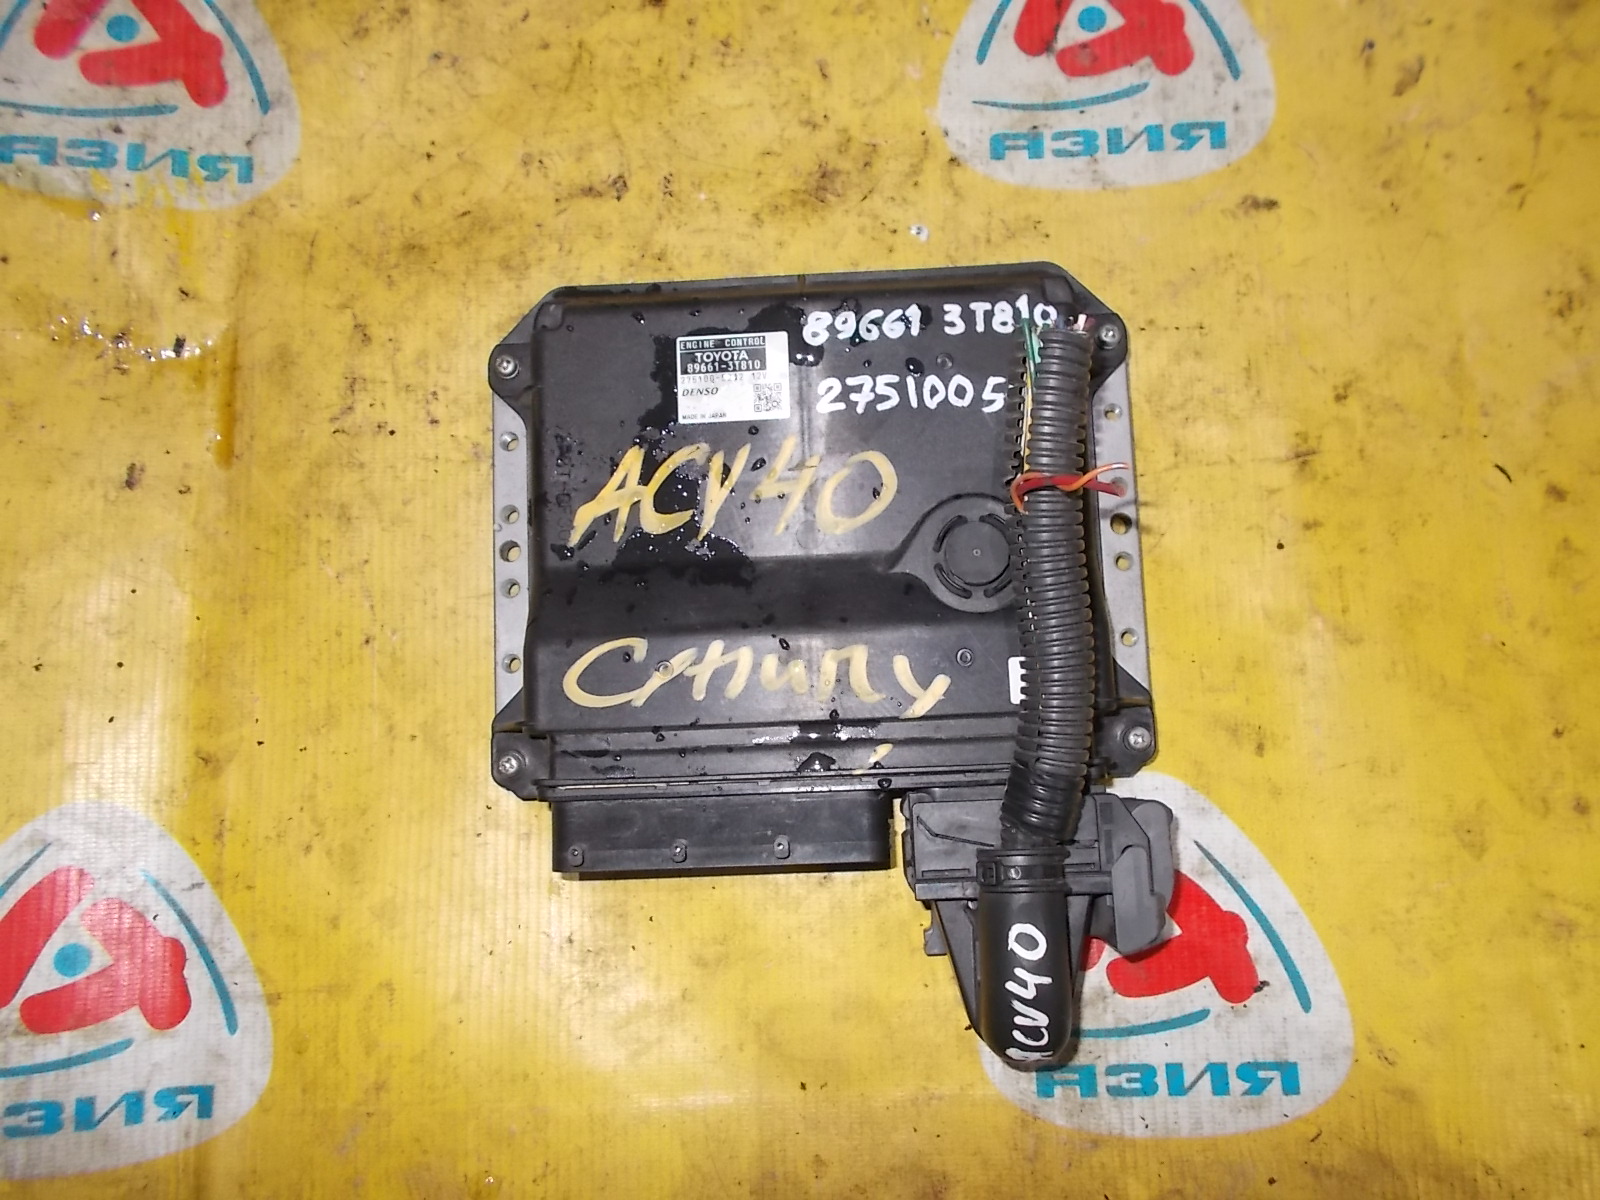 АЗИЯ
АЗИЯ
ENGINE CONTROL
TOYOTA
89661-3T810
DENSO
MADE IN JAPAN
89661 3T810
2751005
ACV40
E
ACV40
АЗИЯ
АЗИЯ